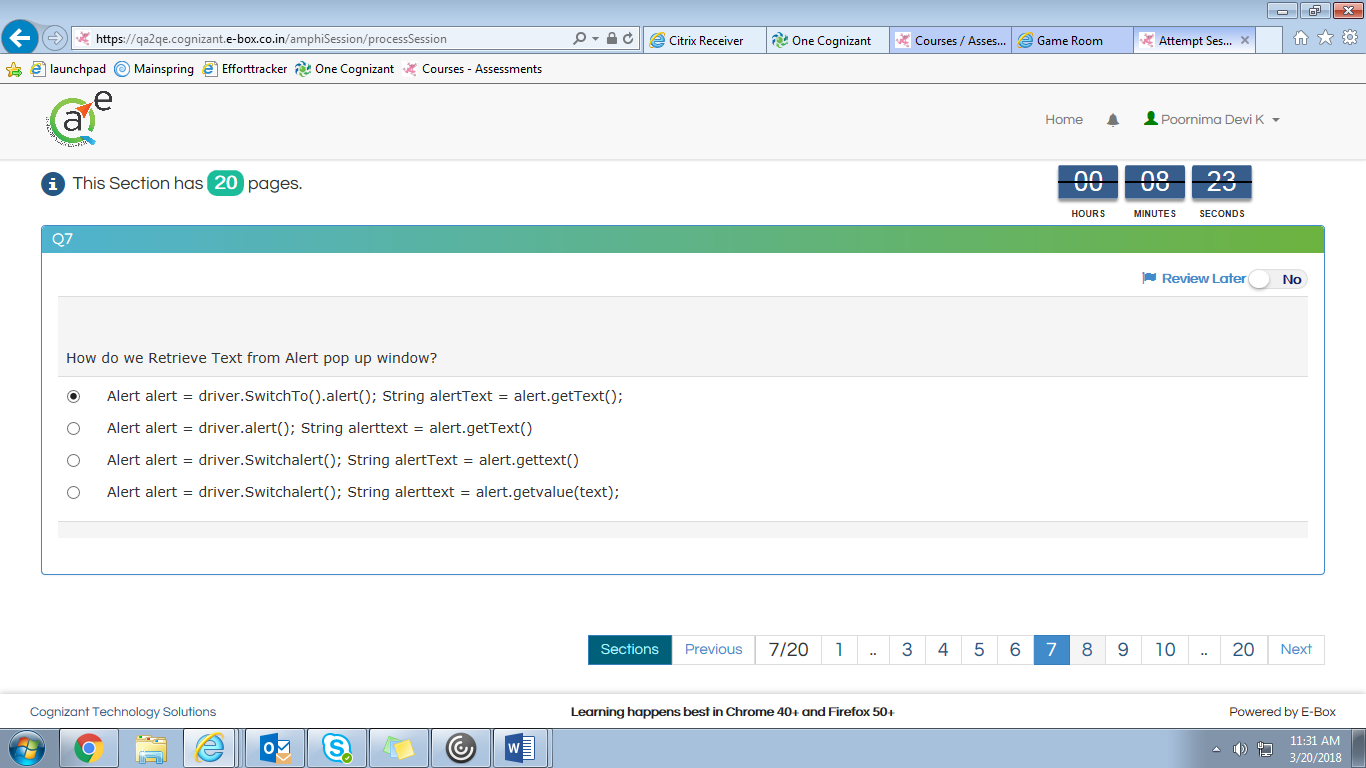 https://qa2qe.cognizant.e-box.co.in/amphiSession/processSession
Citrix Receiver
One Cognizant
Courses / Asses...
Game Room
Attempt Ses...
launchpad
Mainspring
Efforttracker
One Cognizant
Courses - Assessments
a e
Home
Poornima Devi K
This Section has 20 pages.
00 08 23
HOURS MINUTES SECONDS
Q7
Review Later No
How do we Retrieve Text from Alert pop up window?
Alert alert = driver.SwitchTo().alert(); String alertText = alert.getText();
Alert alert = driver.alert(); String alerttext = alert.getText()
Alert alert = driver.Switchalert(); String alertText = alert.gettext()
Alert alert = driver.Switchalert(); String alerttext = alert.getvalue(text);
Sections Previous 7/20 1 .. 3 4 5 6 7 8 9 10 .. 20 Next
Cognizant Technology Solutions
Learning happens best in Chrome 40+ and Firefox 50+
Powered by E-Box
11:31 AM
3/20/2018